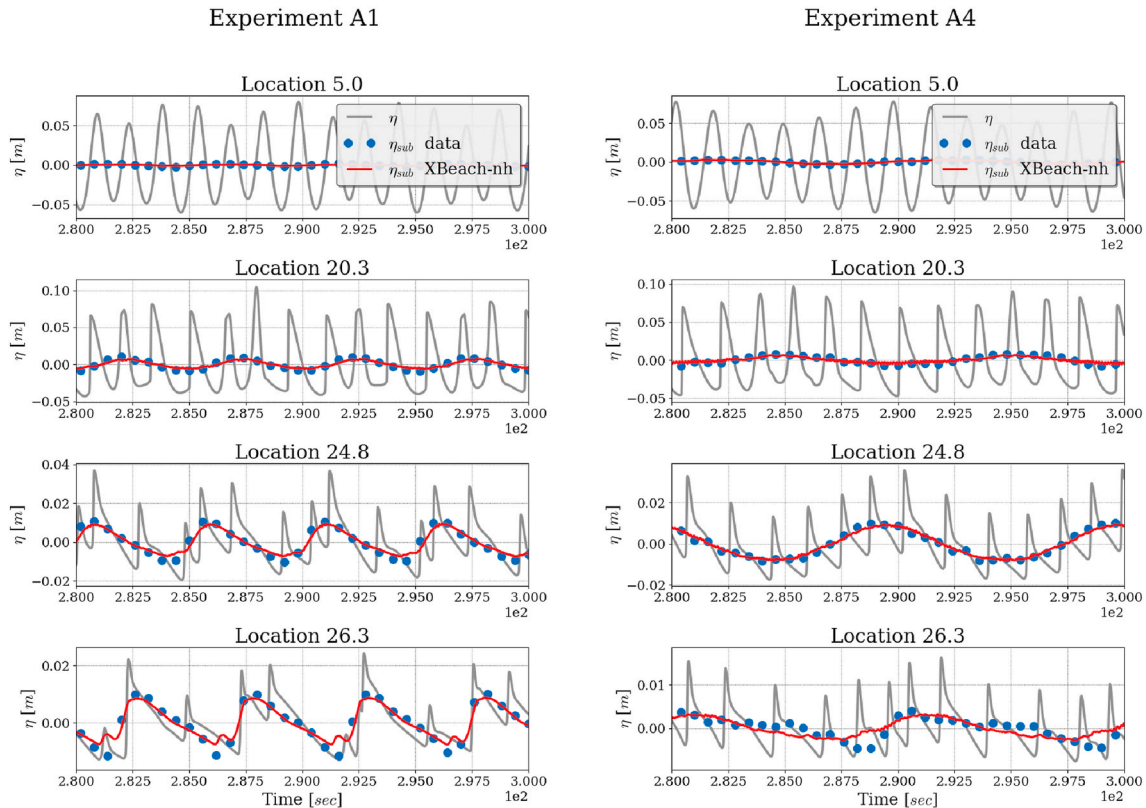 Experiment A1
Experiment A4
Location 5.0
η [m]
0.05
0.00
−0.05
η
η_sub data
η_sub XBeach-nh
2.800 2.825 2.850 2.875 2.900 2.925 2.950 2.975 3.000
1e2
Location 20.3
η [m]
0.10
0.05
0.00
−0.05
2.800 2.825 2.850 2.875 2.900 2.925 2.950 2.975 3.000
1e2
Location 24.8
η [m]
0.04
0.02
0.00
−0.02
2.800 2.825 2.850 2.875 2.900 2.925 2.950 2.975 3.000
1e2
Location 26.3
η [m]
0.02
0.00
2.800 2.825 2.850 2.875 2.900 2.925 2.950 2.975 3.000
Time [sec]
1e2
Location 5.0
η [m]
0.05
0.00
−0.05
η
η_sub data
η_sub XBeach-nh
2.800 2.825 2.850 2.875 2.900 2.925 2.950 2.975 3.000
1e2
Location 20.3
η [m]
0.10
0.05
0.00
−0.05
2.800 2.825 2.850 2.875 2.900 2.925 2.950 2.975 3.000
1e2
Location 24.8
η [m]
0.02
0.00
−0.02
2.800 2.825 2.850 2.875 2.900 2.925 2.950 2.975 3.000
1e2
Location 26.3
η [m]
0.01
0.00
2.800 2.825 2.850 2.875 2.900 2.925 2.950 2.975 3.000
Time [sec]
1e2